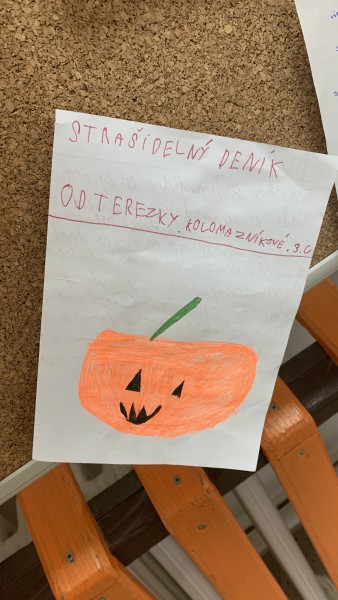 STRAŠIDELNÝ DENÍK
OD TEREZKY. KOLOMAZNÍKOVÉ. 3.C